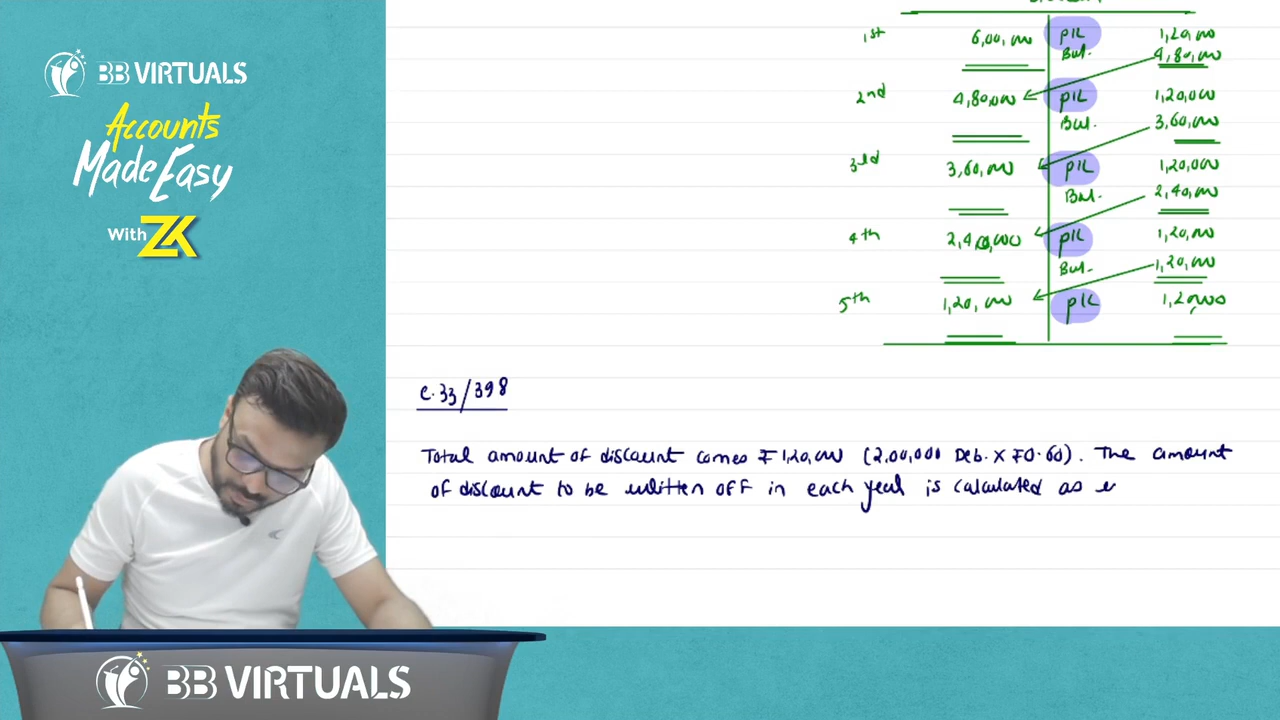 BB VIRTUALS
Accounts
Made Easy
With ZK
1st 6,00,000 P/L 1,20,000
Bal. 4,80,000
2nd 4,80,000 P/L 1,20,000
Bal. 3,60,000
3rd 3,60,000 P/L 1,20,000
Bal. 2,40,000
4th 2,40,000 P/L 1,20,000
Bal. 1,20,000
5th 1,20,000 P/L 1,20,000
C.33/398
Total amount of discount comes ₹1,20,000 (2,00,000 Deb. X ₹0.60). The amount
of discount to be written off in each year is calculated as
BB VIRTUALS